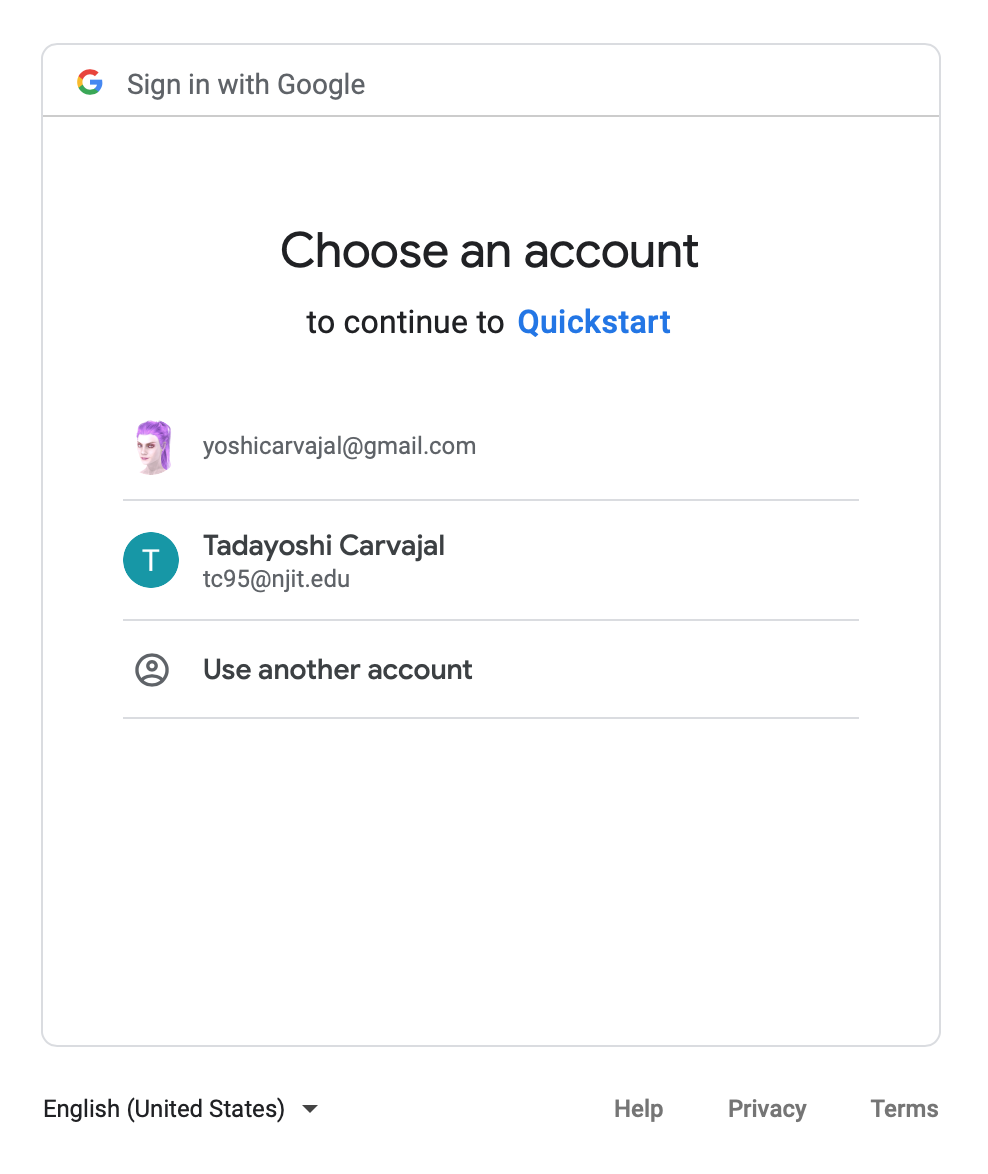 Sign in with Google
Choose an account
to continue to Quickstart
yoshicarvajal@gmail.com
T
Tadayoshi Carvajal
tc95@njit.edu
Use another account
English (United States)
Help
Privacy
Terms